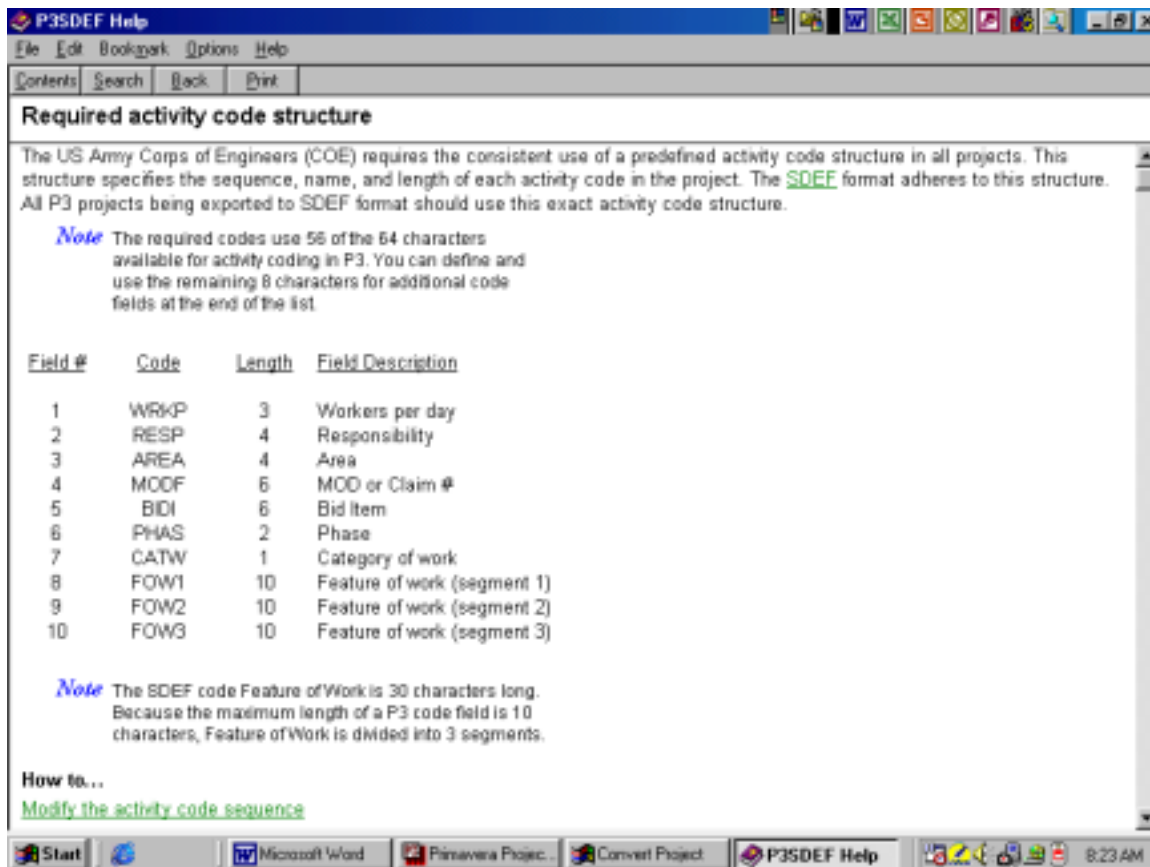 P3SDEF Help
File Edit Bookmark Options Help
Contents Search Back Print
Required activity code structure
The US Army Corps of Engineers (COE) requires the consistent use of a predefined activity code structure in all projects. This
structure specifies the sequence, name, and length of each activity code in the project. The SDEF format adheres to this structure.
All P3 projects being exported to SDEF format should use this exact activity code structure.
Note The required codes use 56 of the 64 characters
available for activity coding in P3. You can define and
use the remaining 8 characters for additional code
fields at the end of the list.
Field # Code Length Field Description
1 WRKP 3 Workers per day
2 RESP 4 Responsibility
3 AREA 4 Area
4 MODF 6 MOD or Claim #
5 BIDI 6 Bid Item
6 PHAS 2 Phase
7 CATW 1 Category of work
8 FOW1 10 Feature of work (segment 1)
9 FOW2 10 Feature of work (segment 2)
10 FOW3 10 Feature of work (segment 3)
Note The SDEF code Feature of Work is 30 characters long.
Because the maximum length of a P3 code field is 10
characters, Feature of Work is divided into 3 segments.
How to...
Modify the activity code sequence
Start Microsoft Word Primavera Projec... Convert Project P3SDEF Help 8:23 AM